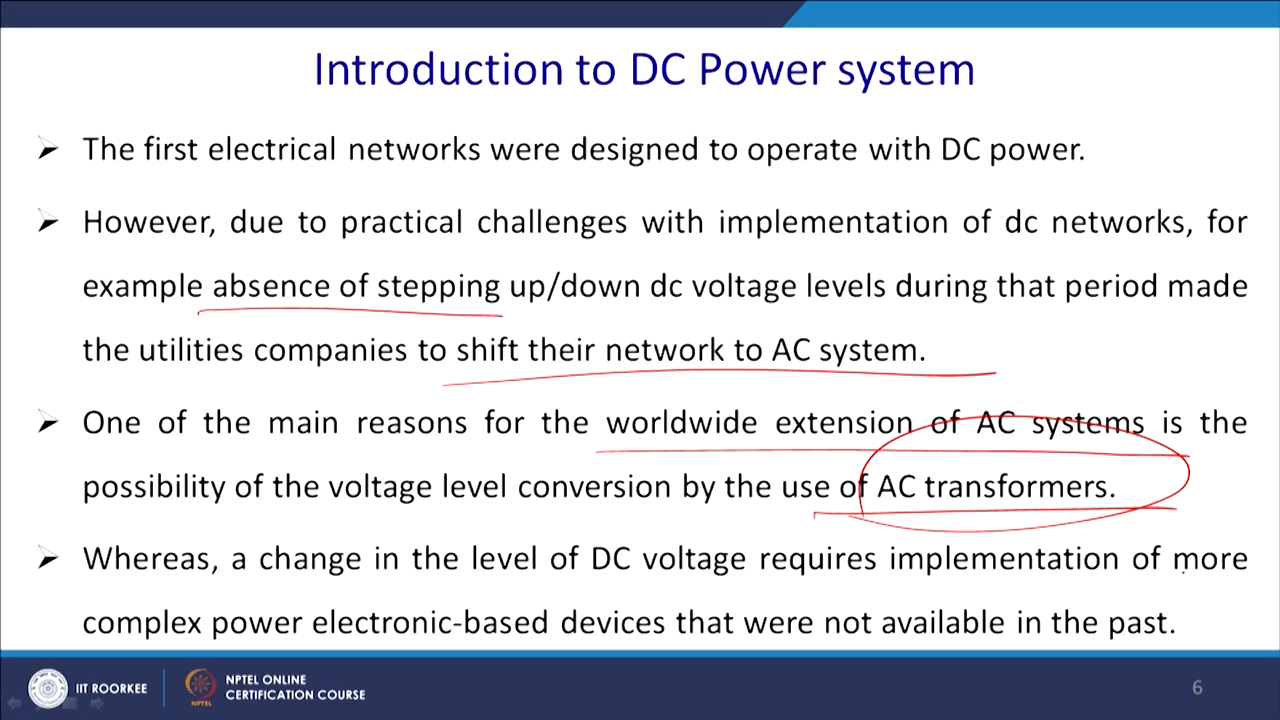 Introduction to DC Power system
The first electrical networks were designed to operate with DC power.
However, due to practical challenges with implementation of dc networks, for
example absence of stepping up/down dc voltage levels during that period made
the utilities companies to shift their network to AC system.
One of the main reasons for the worldwide extension of AC systems is the
possibility of the voltage level conversion by the use of AC transformers.
Whereas, a change in the level of DC voltage requires implementation of more
complex power electronic-based devices that were not available in the past.
IIT ROORKEE
NPTEL
NPTEL ONLINE
CERTIFICATION COURSE
6